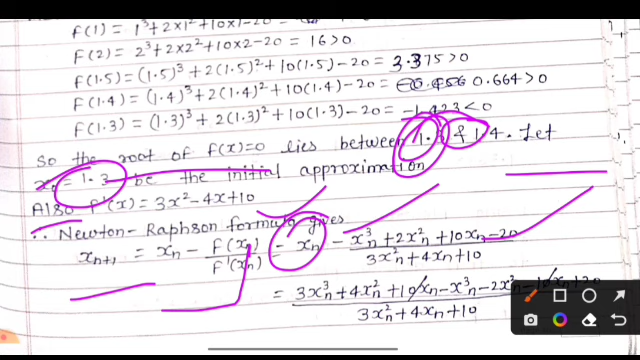 f(1) = 1³+2×1²+10×1-20 =
f(2) = 2³+2×2²+10×2-20 = 16>0
f(1.5) = (1.5)³+2(1.5)²+10(1.5)-20 = 3.375>0
f(1.4) = (1.4)³+2(1.4)²+10(1.4)-20= 0.664>0
f(1.3) = (1.3)³+2(1.3)²+10(1.3)-20= <0
So the root of f(x)=0 lies between 1. & 1.4. Let
x₀ = 1.3 be the initial approximation
Also f'(x) = 3x²-4x+10
∴ Newton-Raphson formula gives
xₙ₊₁ = xₙ - f(xₙ)/f'(xₙ) = xₙ - (xₙ³+2xₙ²+10xₙ-20)/(3xₙ²+4xₙ+10)
= (3xₙ³+4xₙ²+10xₙ-xₙ³-2xₙ²-10xₙ+20)/(3xₙ²+4xₙ+10)